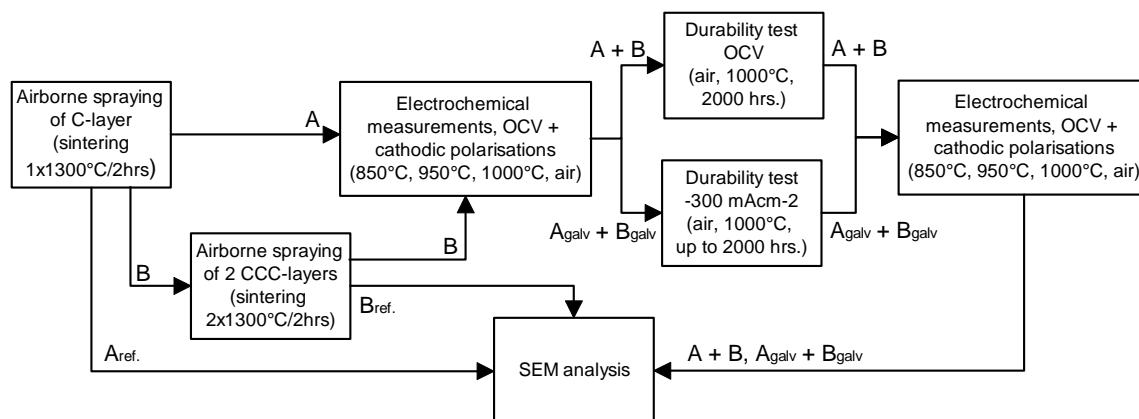 Airborne spraying
of C-layer
(sintering
1x1300°C/2hrs)
A
B
Aref.
Airborne spraying
of 2 CCC-layers
(sintering
2x1300°C/2hrs)
B
Bref.
Electrochemical
measurements, OCV +
cathodic polarisations
(850°C, 950°C, 1000°C, air)
A + B
Agalv + Bgalv
Durability test
OCV
(air, 1000°C,
2000 hrs.)
Durability test
-300 mAcm-2
(air, 1000°C,
up to 2000 hrs.)
A + B
Agalv + Bgalv
Electrochemical
measurements, OCV +
cathodic polarisations
(850°C, 950°C, 1000°C, air)
A + B, Agalv + Bgalv
SEM analysis